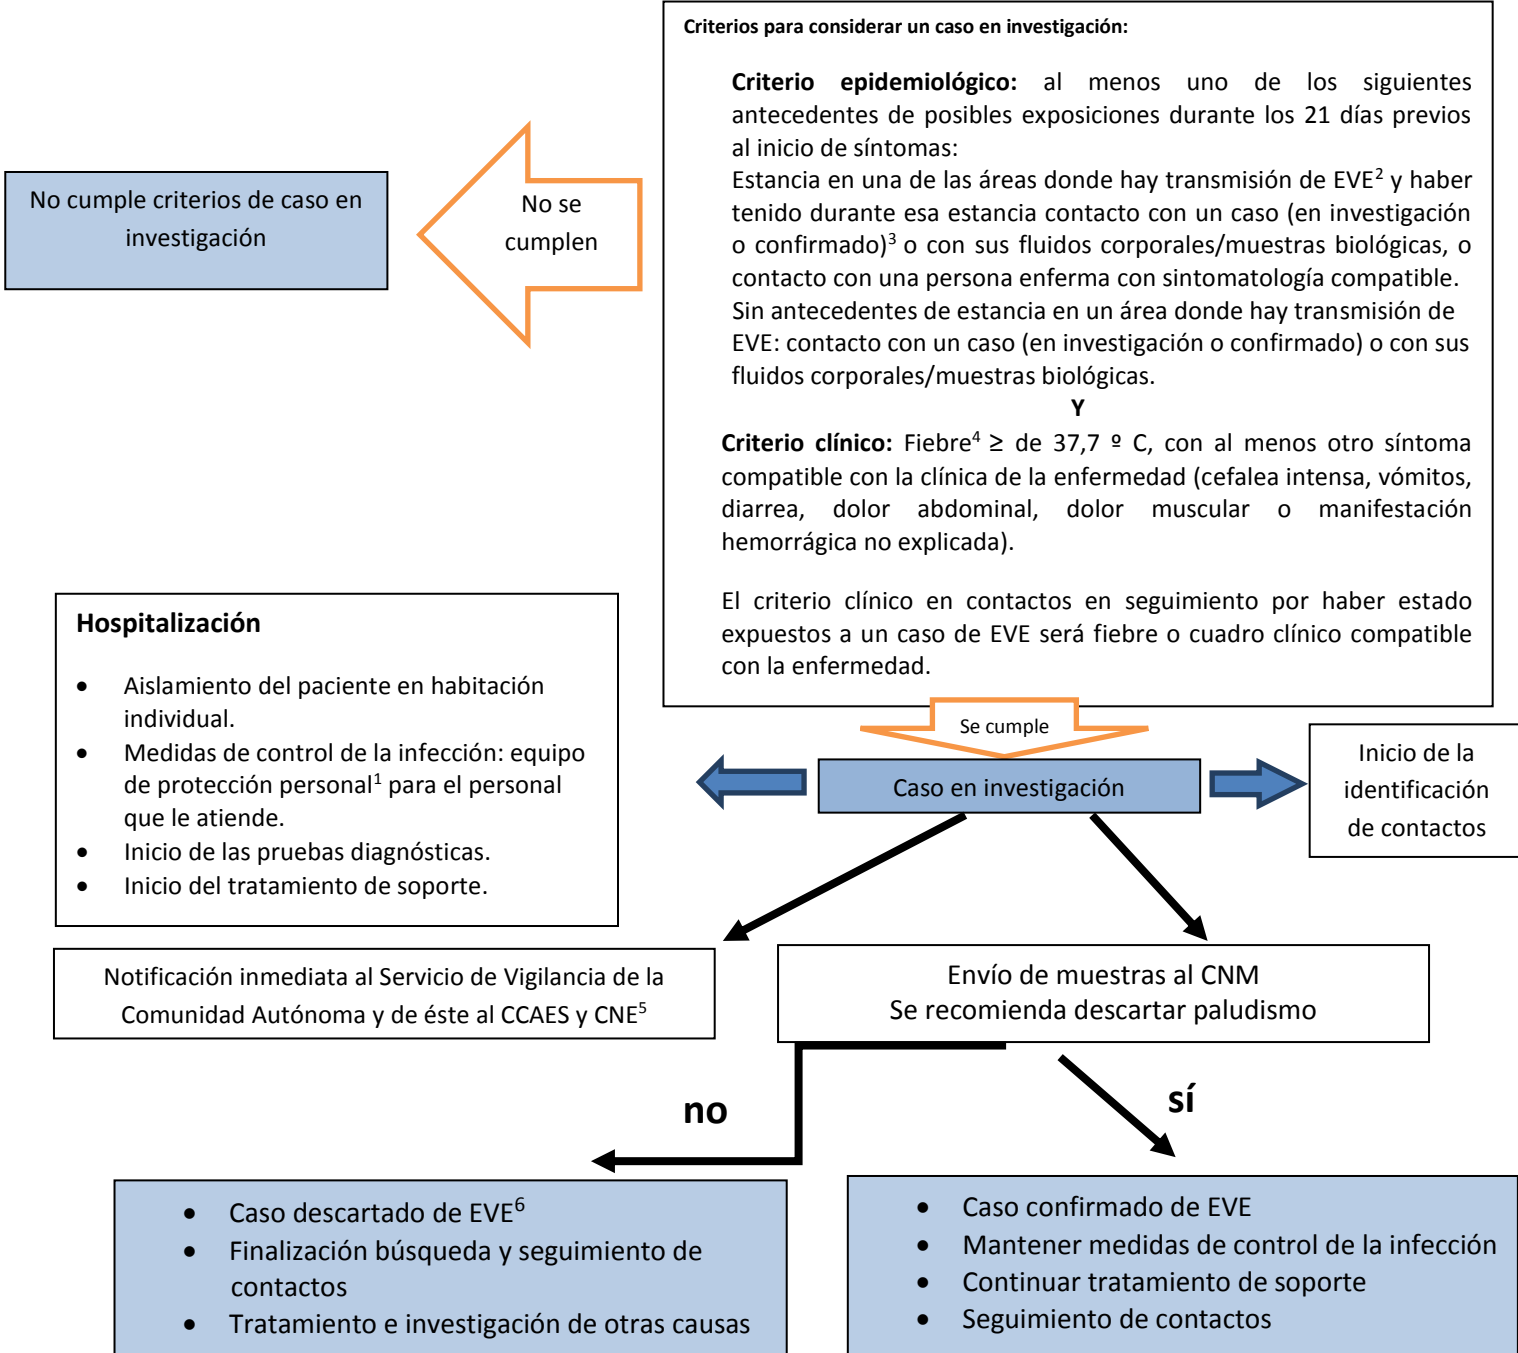 Criterios para considerar un caso en investigación:
Criterio epidemiológico: al menos uno de los siguientes
antecedentes de posibles exposiciones durante los 21 días previos
al inicio de síntomas:
Estancia en una de las áreas donde hay transmisión de EVE2 y haber
tenido durante esa estancia contacto con un caso (en investigación
o confirmado)3 o con sus fluidos corporales/muestras biológicas, o
contacto con una persona enferma con sintomatología compatible.
Sin antecedentes de estancia en un área donde hay transmisión de
EVE: contacto con un caso (en investigación o confirmado) o con sus
fluidos corporales/muestras biológicas.
Y
Criterio clínico: Fiebre4 ≥ de 37,7 º C, con al menos otro síntoma
compatible con la clínica de la enfermedad (cefalea intensa, vómitos,
diarrea, dolor abdominal, dolor muscular o manifestación
hemorrágica no explicada).
El criterio clínico en contactos en seguimiento por haber estado
expuestos a un caso de EVE será fiebre o cuadro clínico compatible
con la enfermedad.
No se
cumplen
No cumple criterios de caso en
investigación
Se cumple
Caso en investigación
Inicio de la
identificación
de contactos
Hospitalización
• Aislamiento del paciente en habitación
individual.
• Medidas de control de la infección: equipo
de protección personal1 para el personal
que le atiende.
• Inicio de las pruebas diagnósticas.
• Inicio del tratamiento de soporte.
Notificación inmediata al Servicio de Vigilancia de la
Comunidad Autónoma y de éste al CCAES y CNE5
Envío de muestras al CNM
Se recomienda descartar paludismo
no
sí
• Caso descartado de EVE6
• Finalización búsqueda y seguimiento de
contactos
• Tratamiento e investigación de otras causas
• Caso confirmado de EVE
• Mantener medidas de control de la infección
• Continuar tratamiento de soporte
• Seguimiento de contactos